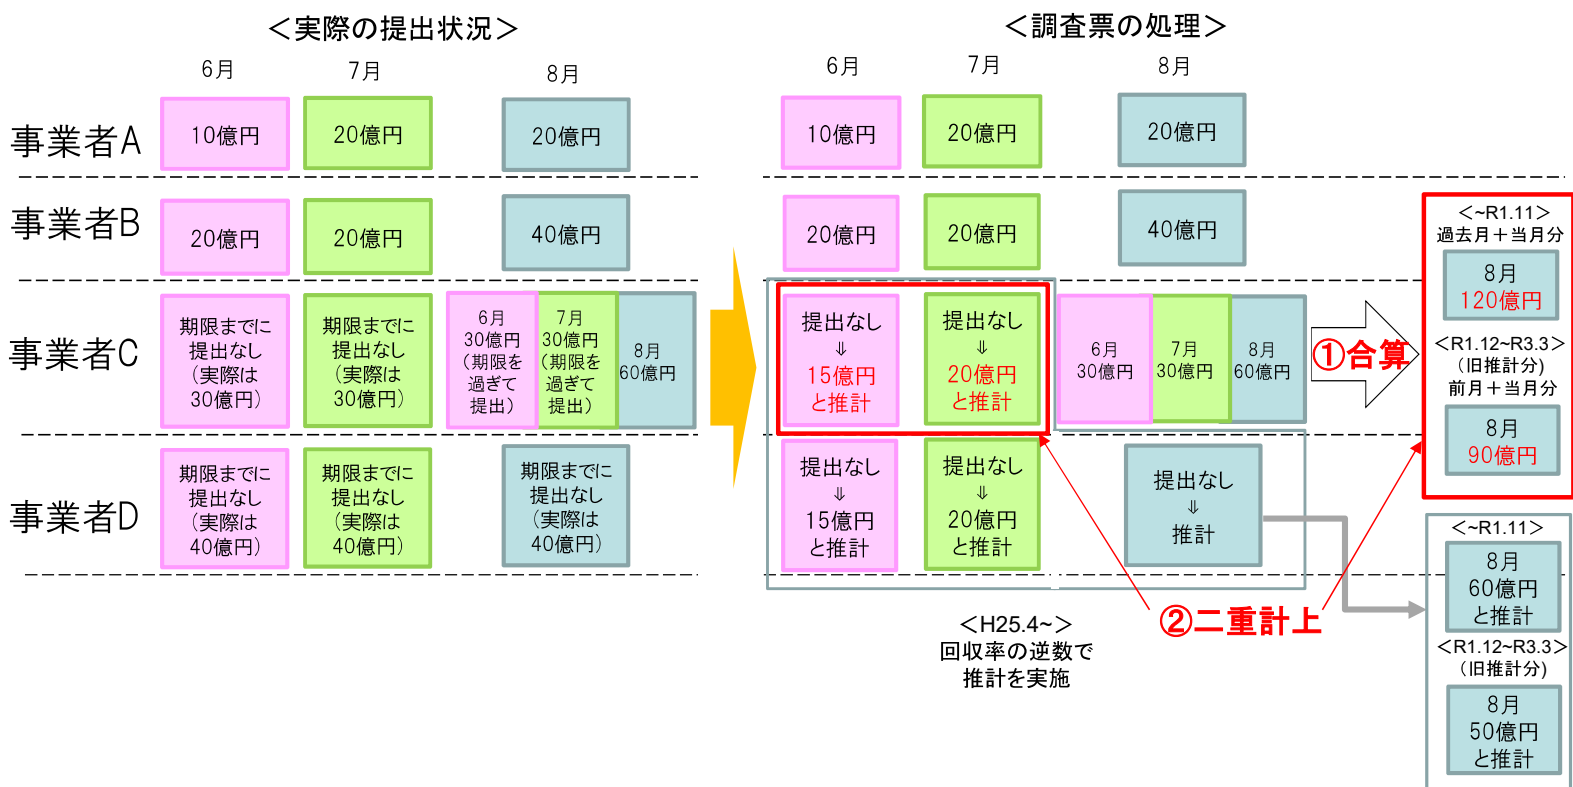 ＜実際の提出状況＞
6月
7月
8月
事業者A
10億円
20億円
20億円
事業者B
20億円
20億円
40億円
事業者C
期限までに
提出なし
（実際は
30億円）
期限までに
提出なし
（実際は
30億円）
6月
30億円
（期限を
過ぎて
提出）
7月
30億円
（期限を
過ぎて
提出）
8月
60億円
事業者D
期限までに
提出なし
（実際は
40億円）
期限までに
提出なし
（実際は
40億円）
期限までに
提出なし
（実際は
40億円）
＜調査票の処理＞
6月
7月
8月
10億円
20億円
20億円
20億円
20億円
40億円
提出なし
⇓
15億円
と推計
提出なし
⇓
20億円
と推計
6月
30億円
7月
30億円
8月
60億円
①合算
提出なし
⇓
15億円
と推計
提出なし
⇓
20億円
と推計
提出なし
⇓
推計
＜H25.4~＞
回収率の逆数で
推計を実施
②二重計上
＜~R1.11＞
過去月＋当月分
8月
120億円
＜R1.12~R3.3＞
（旧推計分）
前月＋当月分
8月
90億円
＜~R1.11＞
8月
60億円
と推計
＜R1.12~R3.3＞
（旧推計分）
8月
50億円
と推計